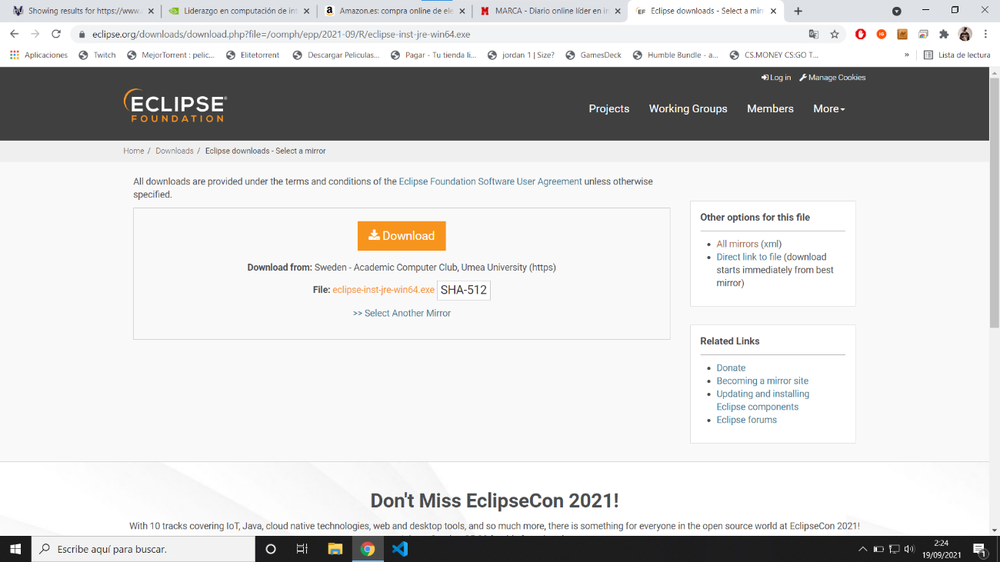 Showing results for https://www.
Liderazgo en computación de int
Amazon.es: compra online de ele
MARCA - Diario online líder en in
EF Eclipse downloads - Select a mirr
eclipse.org/downloads/download.php?file=/oomph/epp/2021-09/R/eclipse-inst-jre-win64.exe
Aplicaciones
Twitch
MejorTorrent : pelic...
Elitetorrent
Descargar Peliculas...
Pagar - Tu tienda li...
jordan 1 | Size?
GamesDeck
Humble Bundle - a...
CS.MONEY CS:GO T...
»
Lista de lectura
Log in Manage Cookies
ECLIPSE®
FOUNDATION
Projects Working Groups Members More
Home / Downloads / Eclipse downloads - Select a mirror
All downloads are provided under the terms and conditions of the Eclipse Foundation Software User Agreement unless otherwise
specified.
Download
Download from: Sweden - Academic Computer Club, Umea University (https)
File: eclipse-inst-jre-win64.exe SHA-512
>> Select Another Mirror
Other options for this file
All mirrors (xml)
Direct link to file (download
starts immediately from best
mirror)
Related Links
Donate
Becoming a mirror site
Updating and installing
Eclipse components
Eclipse forums
Don't Miss EclipseCon 2021!
With 10 tracks covering IoT, Java, cloud native technologies, web and desktop tools, and so much more, there is something for everyone in the open source world at EclipseCon 2021!
Escribe aquí para buscar.
2:24
19/09/2021
1